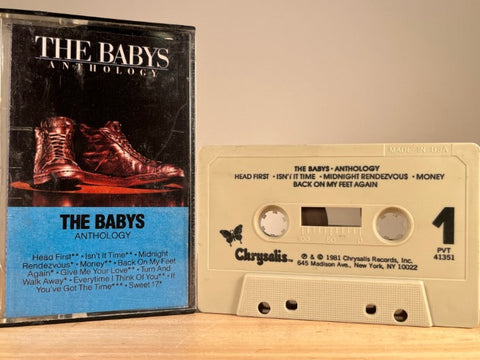 THE BABYS
ANTHOLOGY
THE BABYS
ANTHOLOGY
Head First** • Isn't It Time** • Midnight
Rendezvous* • Money** • Back On My Feet
Again* • Give Me Your Love** • Turn And
Walk Away* • Everytime I Think Of You** • If
You've Got The Time*** • Sweet 17*
MADE IN USA
THE BABYS • ANTHOLOGY
HEAD FIRST • ISN'T IT TIME • MIDNIGHT RENDEZVOUS • MONEY
BACK ON MY FEET AGAIN
1
PVT
41351
Chrysalis™
℗ & © 1981 Chrysalis Records, Inc.
645 Madison Ave., New York, NY 10022